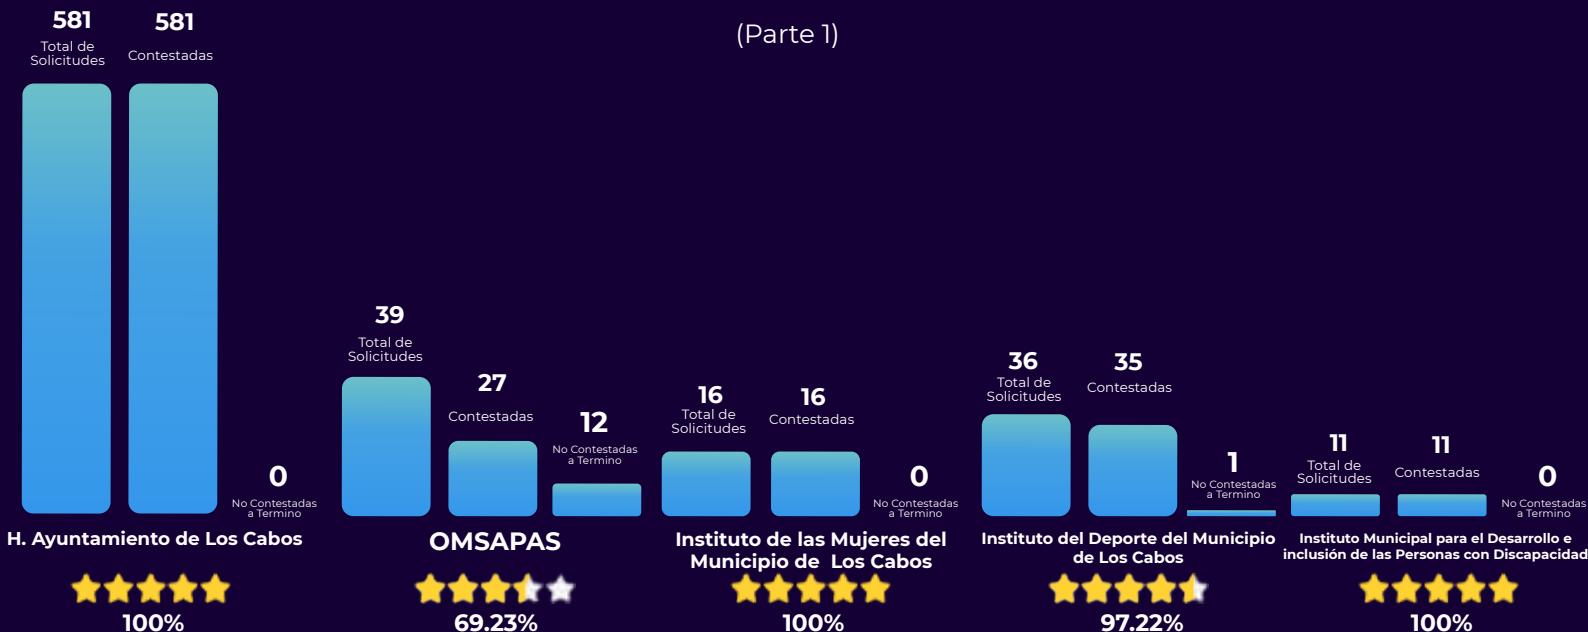 (Parte 1)
581
Total de
Solicitudes
581
Contestadas
0
No Contestadas
a Termino
H. Ayuntamiento de Los Cabos
100%
39
Total de
Solicitudes
27
Contestadas
12
No Contestadas
a Termino
OMSAPAS
69.23%
16
Total de
Solicitudes
16
Contestadas
0
No Contestadas
a Termino
Instituto de las Mujeres del
Municipio de Los Cabos
100%
36
Total de
Solicitudes
35
Contestadas
1
No Contestadas
a Termino
Instituto del Deporte del Municipio
de Los Cabos
97.22%
11
Total de
Solicitudes
11
Contestadas
0
No Contestadas
a Termino
Instituto Municipal para el Desarrollo e
inclusión de las Personas con Discapacidad
100%